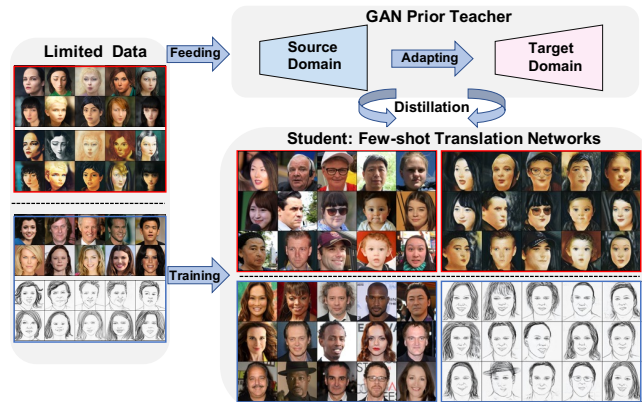 GAN Prior Teacher
Limited Data
Feeding
Source
Domain
Adapting
Target
Domain
Distillation
Student: Few-shot Translation Networks
Training